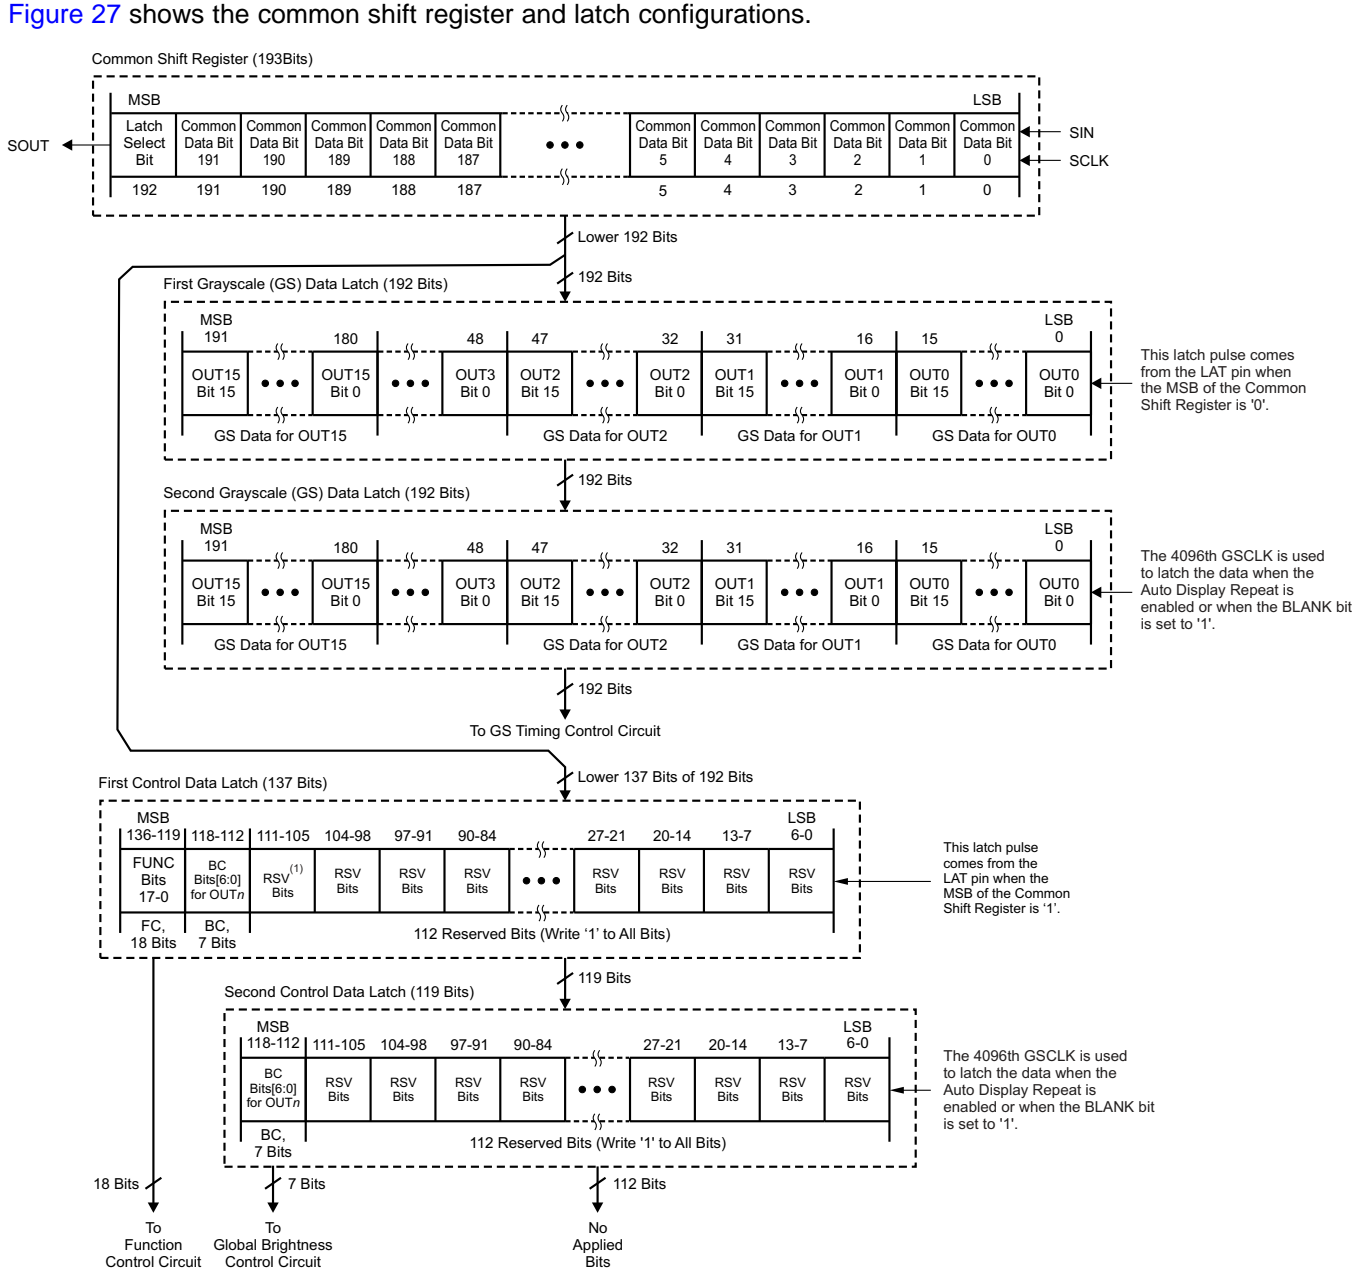 Figure 27 shows the common shift register and latch configurations.
Common Shift Register (193Bits)
MSB LSB
Latch Select Bit
Common Data Bit 191
Common Data Bit 190
Common Data Bit 189
Common Data Bit 188
Common Data Bit 187
Common Data Bit 5
Common Data Bit 4
Common Data Bit 3
Common Data Bit 2
Common Data Bit 1
Common Data Bit 0
SOUT
SIN
SCLK
192 191 190 189 188 187 5 4 3 2 1 0
Lower 192 Bits
192 Bits
First Grayscale (GS) Data Latch (192 Bits)
MSB LSB
191 180 48 47 32 31 16 15 0
OUT15 OUT15 OUT3 OUT2 OUT2 OUT1 OUT1 OUT0 OUT0
Bit 15 Bit 0 Bit 0 Bit 15 Bit 0 Bit 15 Bit 0 Bit 15 Bit 0
GS Data for OUT15 GS Data for OUT2 GS Data for OUT1 GS Data for OUT0
This latch pulse comes
from the LAT pin when
the MSB of the Common
Shift Register is '0'.
192 Bits
Second Grayscale (GS) Data Latch (192 Bits)
MSB LSB
191 180 48 47 32 31 16 15 0
OUT15 OUT15 OUT3 OUT2 OUT2 OUT1 OUT1 OUT0 OUT0
Bit 15 Bit 0 Bit 0 Bit 15 Bit 0 Bit 15 Bit 0 Bit 15 Bit 0
GS Data for OUT15 GS Data for OUT2 GS Data for OUT1 GS Data for OUT0
The 4096th GSCLK is used
to latch the data when the
Auto Display Repeat is
enabled or when the BLANK bit
is set to '1'.
192 Bits
To GS Timing Control Circuit
Lower 137 Bits of 192 Bits
First Control Data Latch (137 Bits)
MSB LSB
136-119 118-112 111-105 104-98 97-91 90-84 27-21 20-14 13-7 6-0
FUNC Bits 17-0
BC Bits[6:0] for OUTn
RSV(1) Bits
RSV Bits
RSV Bits
RSV Bits
RSV Bits
RSV Bits
RSV Bits
RSV Bits
FC, 18 Bits
BC, 7 Bits
112 Reserved Bits (Write ‘1’ to All Bits)
This latch pulse
comes from the
LAT pin when the
MSB of the Common
Shift Register is ‘1’.
119 Bits
Second Control Data Latch (119 Bits)
MSB LSB
118-112 111-105 104-98 97-91 90-84 27-21 20-14 13-7 6-0
BC Bits[6:0] for OUTn
RSV Bits
RSV Bits
RSV Bits
RSV Bits
RSV Bits
RSV Bits
RSV Bits
RSV Bits
BC, 7 Bits
112 Reserved Bits (Write '1' to All Bits)
The 4096th GSCLK is used
to latch the data when the
Auto Display Repeat is
enabled or when the BLANK bit
is set to '1'.
18 Bits 7 Bits 112 Bits
To Function Control Circuit
To Global Brightness Control Circuit
No Applied Bits